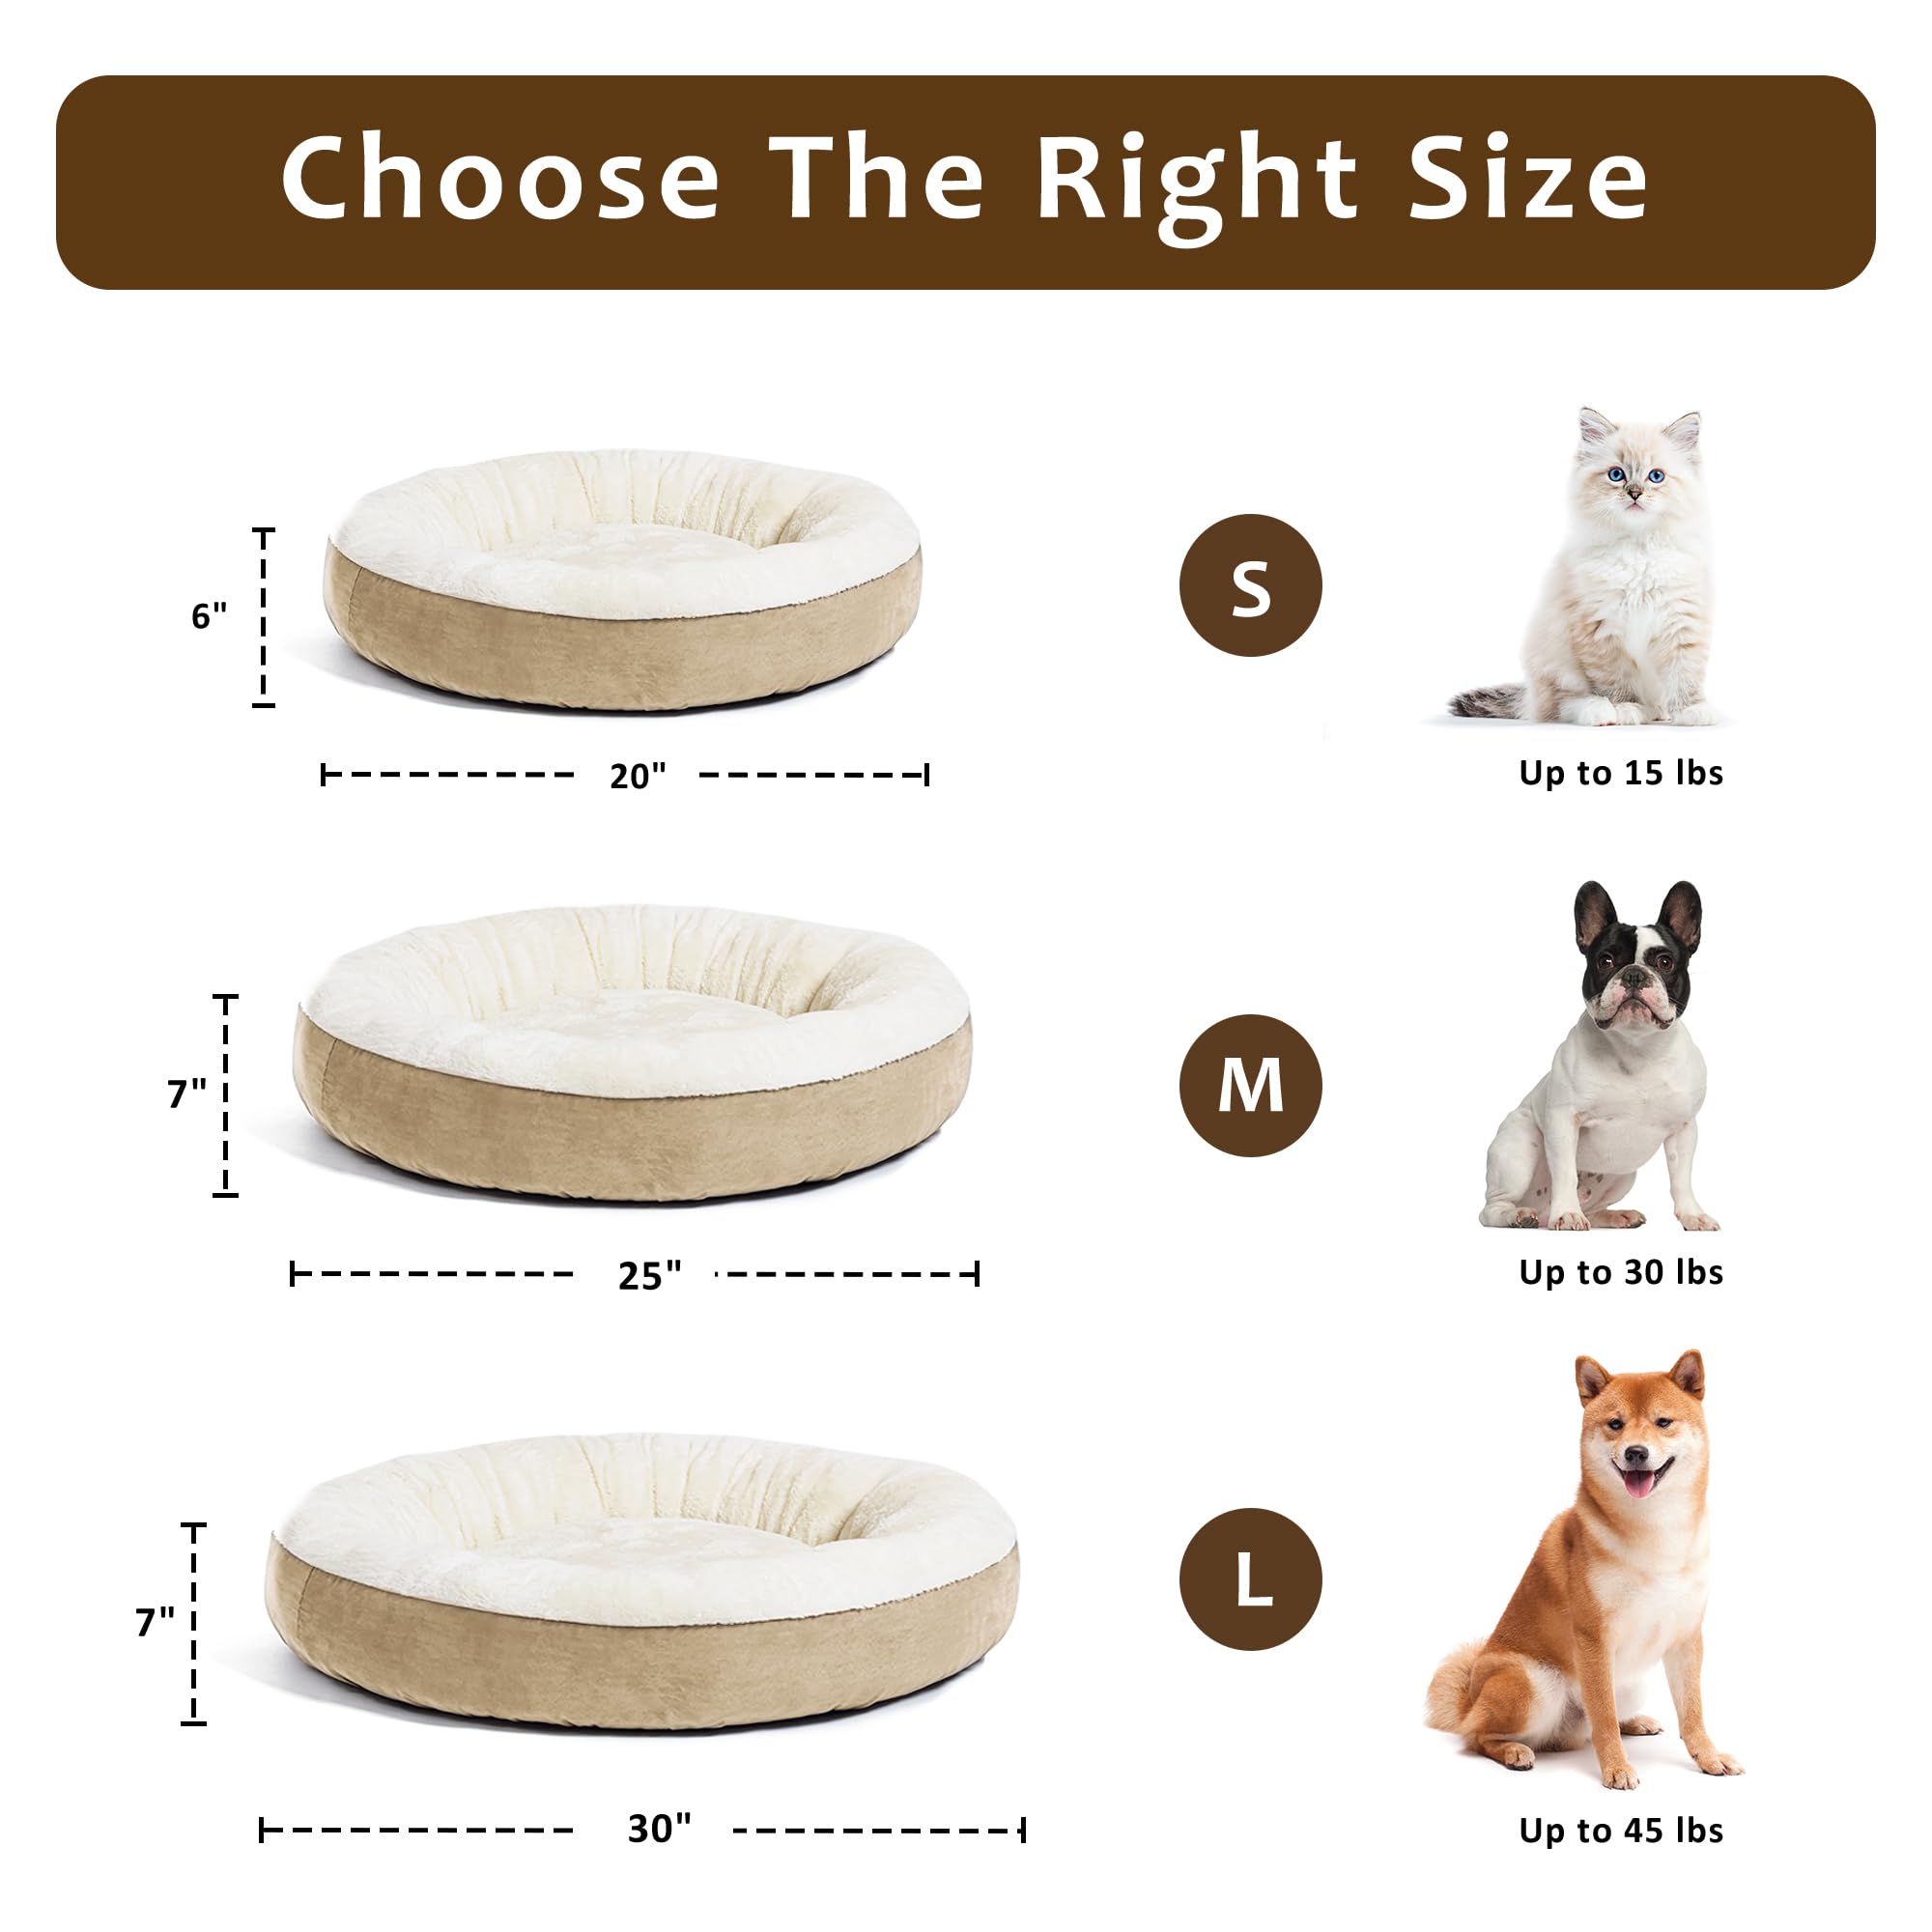 Choose The Right Size
6"
S
20"
Up to 15 lbs
7"
M
25"
Up to 30 lbs
7"
L
30"
Up to 45 lbs